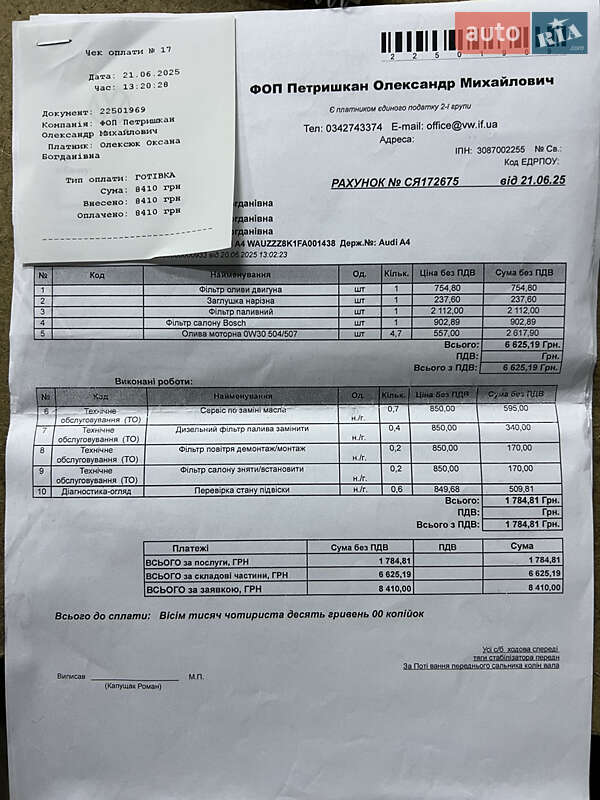 auto RIA .com
Чек оплати № 17
Дата: 21.06.2025
Час: 13:20:28
Документ: 22501969
Компанія: ФОП Петришкан
Олександр Михайлович
Платник: Олексюк Оксана
Богданівна
Тип оплати: ГОТІВКА
Сума: 8410 грн
Внесено: 8410 грн
Оплачено: 8410 грн
ФОП Петришкан Олександр Михайлович
Є платником єдиного податку 2-ї групи
Тел: 0342743374 E-mail: office@vw.if.ua
Адреса:
ІПН: 3087002255 № Св.:
Код ЕДРПОУ:
РАХУНОК № СЯ172675 від 21.06.25
огданівна
огданівна
огданівна
A4 WAUZZZ8K1FA001438 Держ.№: Audi A4
від 20.06.2025 13:02:23
№ Код Найменування Од. Кільк. Ціна без ПДВ Сума без ПДВ
1 Фільтр оливи двигуна шт 1 754,80 754,80
2 Заглушка нарізна шт 1 237,60 237,60
3 Фільтр паливний шт 1 2 112,00 2 112,00
4 Фільтр салону Bosch шт 1 902,89 902,89
5 Олива моторна 0W30 504/507 шт 4,7 557,00 2 617,90
Всього: 6 625,19 Грн.
ПДВ: Грн.
Всього з ПДВ: 6 625,19 Грн.
Виконані роботи:
№ Код Найменування Од. Кільк. Ціна без ПДВ Сума без ПДВ
6 Технічне обслуговування (ТО) Сервіс по заміні масла н./г. 0,7 850,00 595,00
7 Технічне обслуговування (ТО) Дизельний фільтр палива замінити н./г. 0,4 850,00 340,00
8 Технічне обслуговування (ТО) Фільтр повітря демонтаж/монтаж н./г. 0,2 850,00 170,00
9 Технічне обслуговування (ТО) Фільтр салону зняти/встановити н./г. 0,2 850,00 170,00
10 Діагностика-огляд Перевірка стану підвіски н./г. 0,6 849,68 509,81
Всього: 1 784,81 Грн.
ПДВ: Грн.
Всього з ПДВ: 1 784,81 Грн.
Платежі Сума без ПДВ ПДВ Сума
ВСЬОГО за послуги, ГРН 1 784,81 1 784,81
ВСЬОГО за складові частини, ГРН 6 625,19 6 625,19
ВСЬОГО за заявкою, ГРН 8 410,00 8 410,00
Всього до сплати: Вісім тисяч чотириста десять гривень 00 копійок
Усі с/б ходова спереді
тяги стабілізатора передн
За Поті вання переднього сальника колін вала
Виписав М.П.
(Капущак Роман)